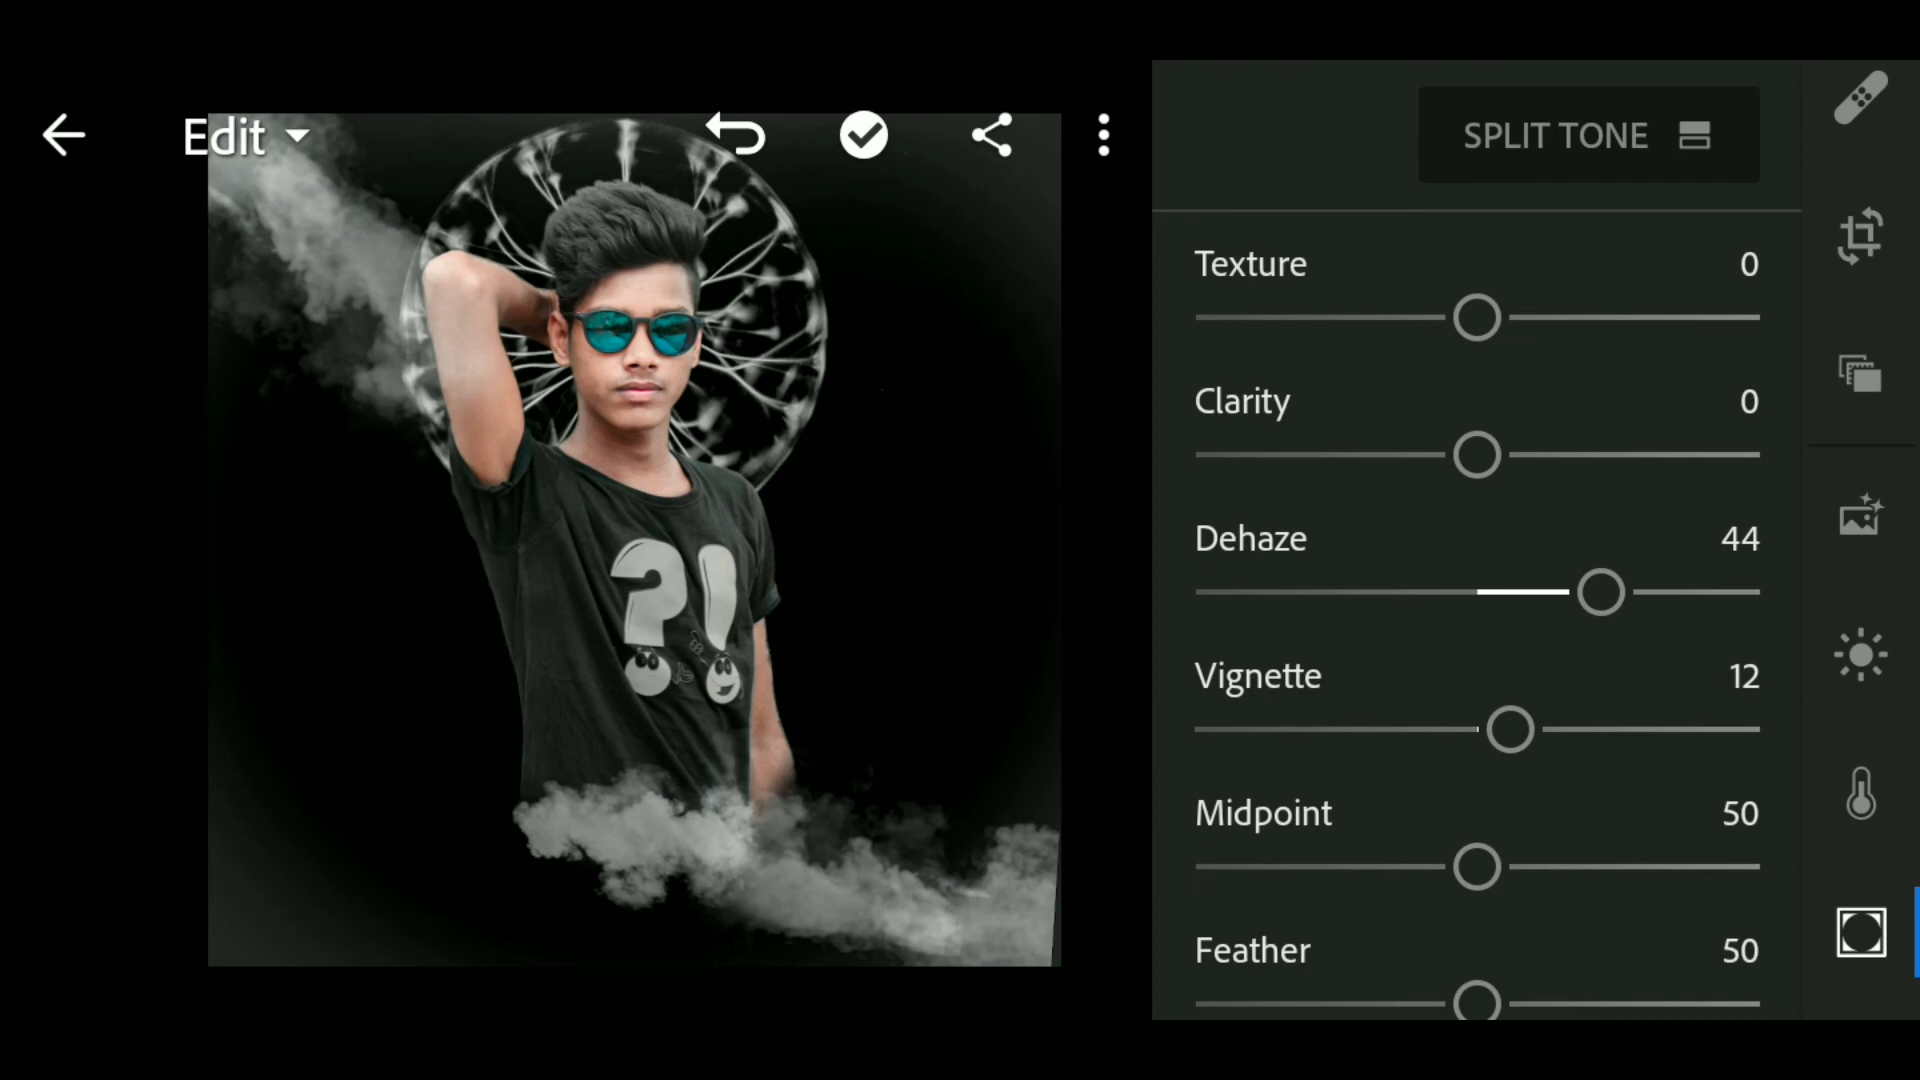 Edit
SPLIT TONE
Texture 0
Clarity 0
Dehaze 44
Vignette 12
Midpoint 50
Feather 50
?!